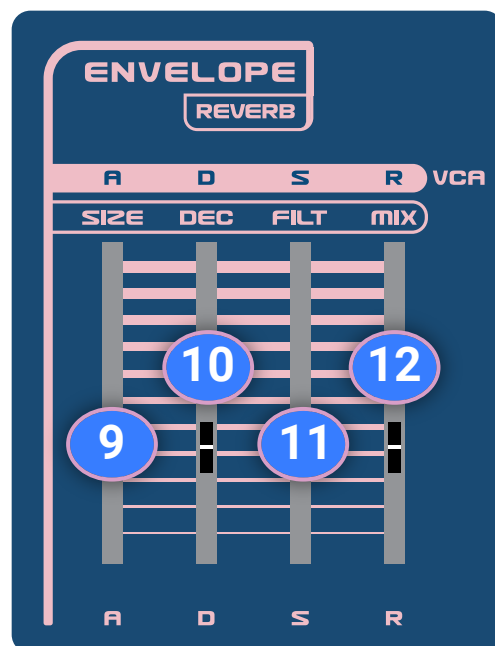 ENVELOPE
REVERB
A D S R VCA
SIZE DEC FILT MIX
10 12
9 11
A D S R